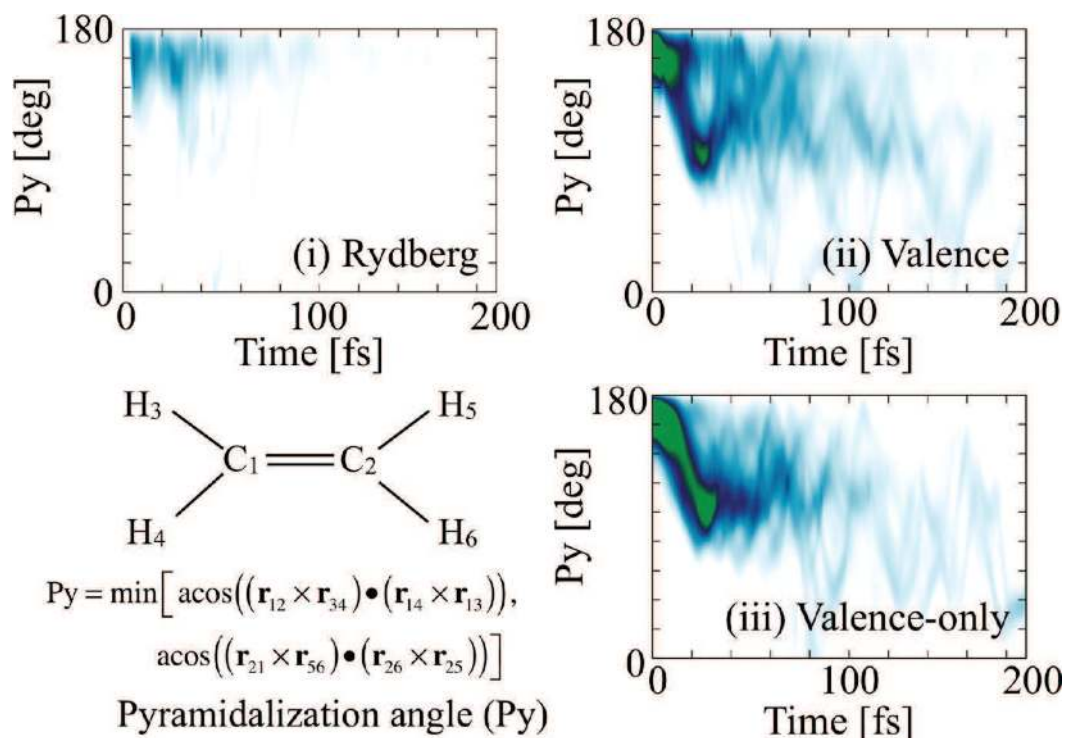 180
Py [deg]
0
(i) Rydberg
0 100 200
Time [fs]
180
Py [deg]
0
(ii) Valence
0 100 200
Time [fs]
H₃ H₅
C₁ C₂
H₄ H₆
Py = min[ acos((r₁₂ × r₃₄) • (r₁₄ × r₁₃)),
acos((r₂₁ × r₅₆) • (r₂₆ × r₂₅))]
Pyramidalization angle (Py)
180
Py [deg]
0
(iii) Valence-only
0 100 200
Time [fs]